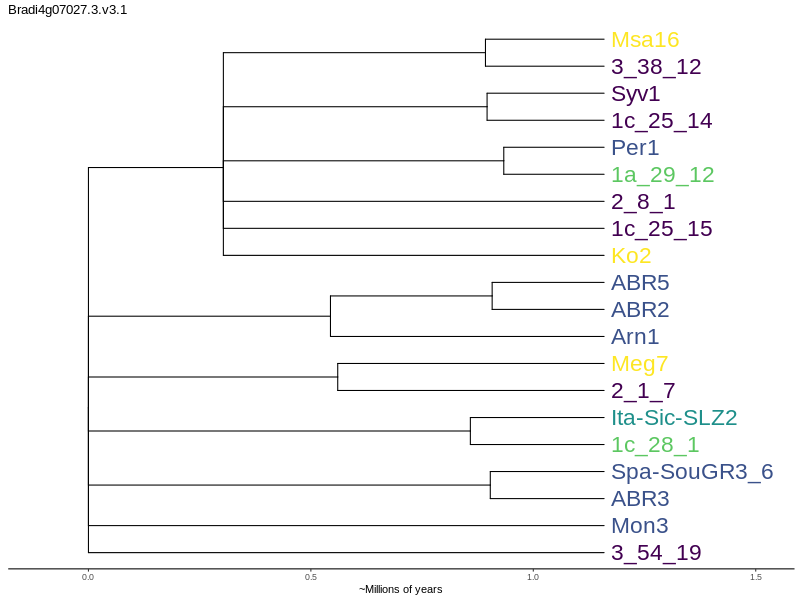 Bradi4g07027.3.v3.1
Msa16
3_38_12
Syv1
1c_25_14
Per1
1a_29_12
2_8_1
1c_25_15
Ko2
ABR5
ABR2
Arn1
Meg7
2_1_7
Ita-Sic-SLZ2
1c_28_1
Spa-SouGR3_6
ABR3
Mon3
3_54_19
0.0 0.5 1.0 1.5
~Millions of years